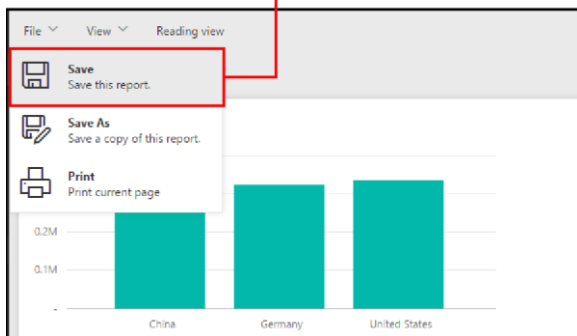 File View Reading view
Save
Save this report.
Save As
Save a copy of this report.
Print
Print current page
0.2M
0.1M
-
China Germany United States